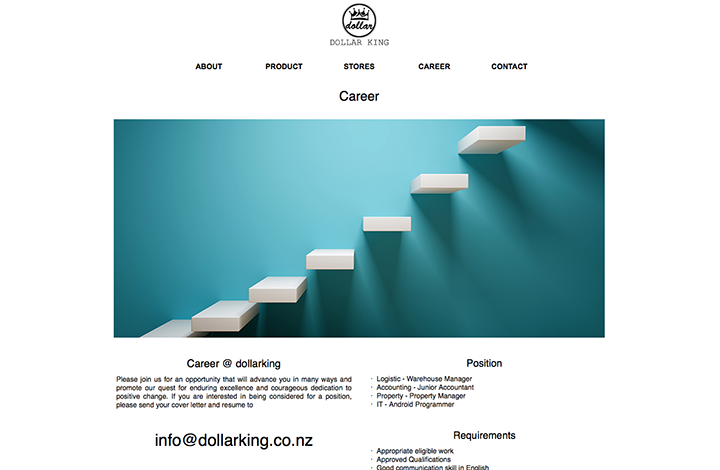 dollar
DOLLAR KING
ABOUT PRODUCT STORES CAREER CONTACT
Career
Career @ dollarking
Please join us for an opportunity that will advance you in many ways and
promote our quest for enduring excellence and courageous dedication to
positive change. If you are interested in being considered for a position,
please send your cover letter and resume to
info@dollarking.co.nz
Position
· Logistic - Warehouse Manager
· Accounting - Junior Accountant
· Property - Property Manager
· IT - Android Programmer
Requirements
· Appropriate eligible work
· Approved Qualifications
· Good communication skill in English